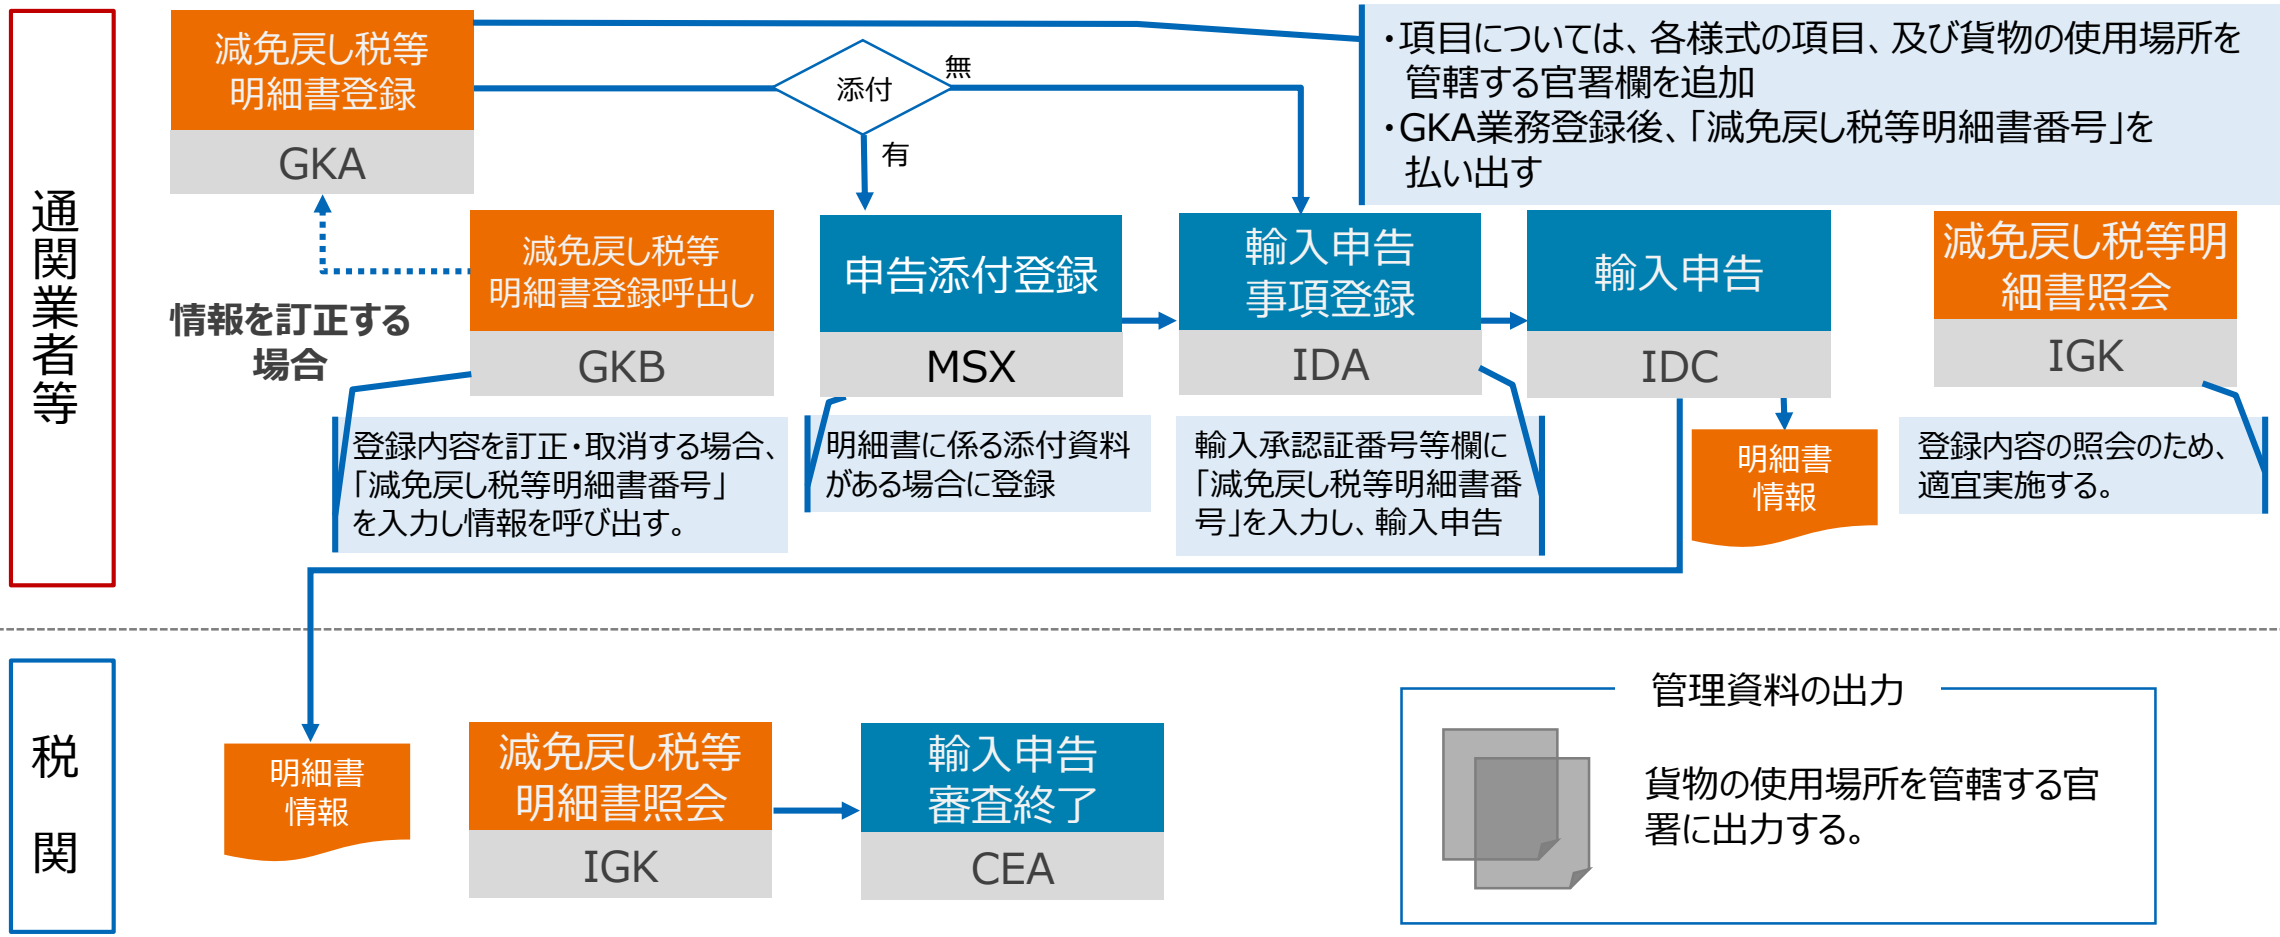 通関業者等
減免戻し税等
明細書登録
GKA
添付
無
有
・項目については、各様式の項目、及び貨物の使用場所を
管轄する官署欄を追加
・GKA業務登録後、「減免戻し税等明細書番号」を
払い出す
情報を訂正する
場合
減免戻し税等
明細書登録呼出し
GKB
申告添付登録
MSX
輸入申告
事項登録
IDA
輸入申告
IDC
減免戻し税等明
細書照会
IGK
登録内容を訂正・取消する場合、
「減免戻し税等明細書番号」
を入力し情報を呼び出す。
明細書に係る添付資料
がある場合に登録
輸入承認証番号等欄に
「減免戻し税等明細書番
号」を入力し、輸入申告
明細書
情報
登録内容の照会のため、
適宜実施する。
税関
明細書
情報
減免戻し税等
明細書照会
IGK
輸入申告
審査終了
CEA
管理資料の出力
貨物の使用場所を管轄する官
署に出力する。